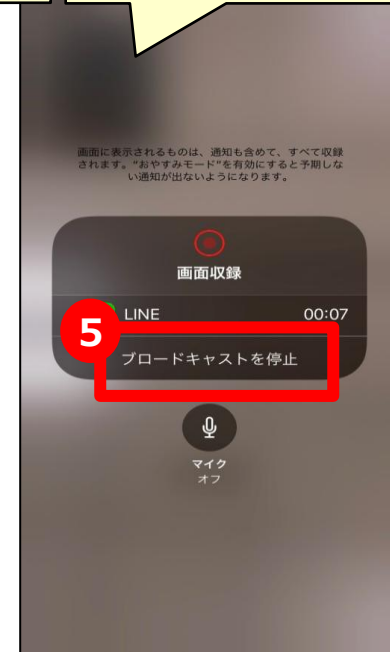 画面に表示されるものは、通知も含めて、すべて収録
されます。“おやすみモード”を有効にすると予期しな
い通知が出ないようになります。
画面収録
LINE 00:07
5
ブロードキャストを停止
マイク
オフ